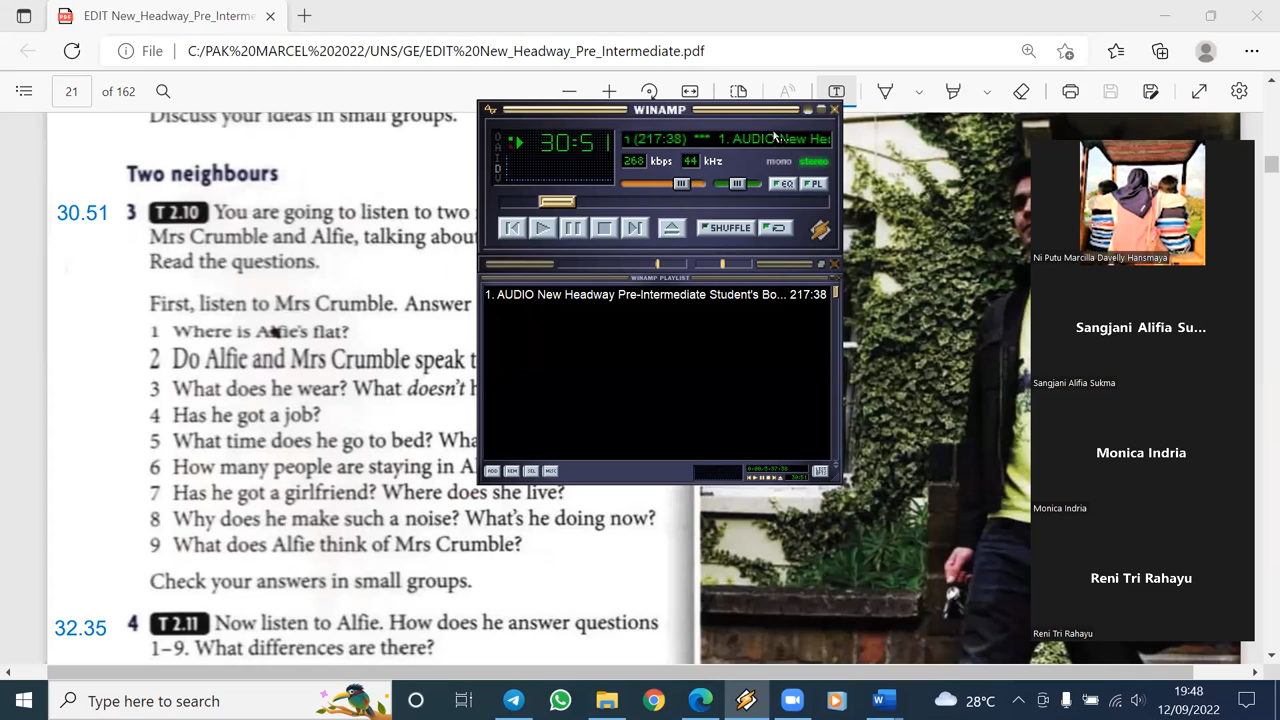 EDIT New_Headway_Pre_Interme
File
C:/PAK%20MARCEL%202022/UNS/GE/EDIT%20New_Headway_Pre_Intermediate.pdf
21 of 162
Discuss your ideas in small groups.
Two neighbours
30.51 3 T 2.10 You are going to listen to two
Mrs Crumble and Alfie, talking about
Read the questions.
First, listen to Mrs Crumble. Answer
1 Where is Alfie's flat?
2 Do Alfie and Mrs Crumble speak t
3 What does he wear? What doesn't h
4 Has he got a job?
5 What time does he go to bed? Wha
6 How many people are staying in Al
7 Has he got a girlfriend? Where does she live?
8 Why does he make such a noise? What's he doing now?
9 What does Alfie think of Mrs Crumble?
Check your answers in small groups.
32.35 4 T 2.11 Now listen to Alfie. How does he answer questions
1–9. What differences are there?
WINAMP
30:51
(217:38) *** 1. AUDIO New He
268 kbps 44 kHz mono stereo
EQ PL
SHUFFLE
WINAMP PLAYLIST
1. AUDIO New Headway Pre-Intermediate Student's Bo... 217:38
ADD REM SEL MISC
Ni Putu Marcilla Davelly Hansmaya
Sangjani Alifia Su...
Sangjani Alifia Sukma
Monica Indria
Monica Indria
Reni Tri Rahayu
Reni Tri Rahayu
Type here to search
28°C
19:48
12/09/2022